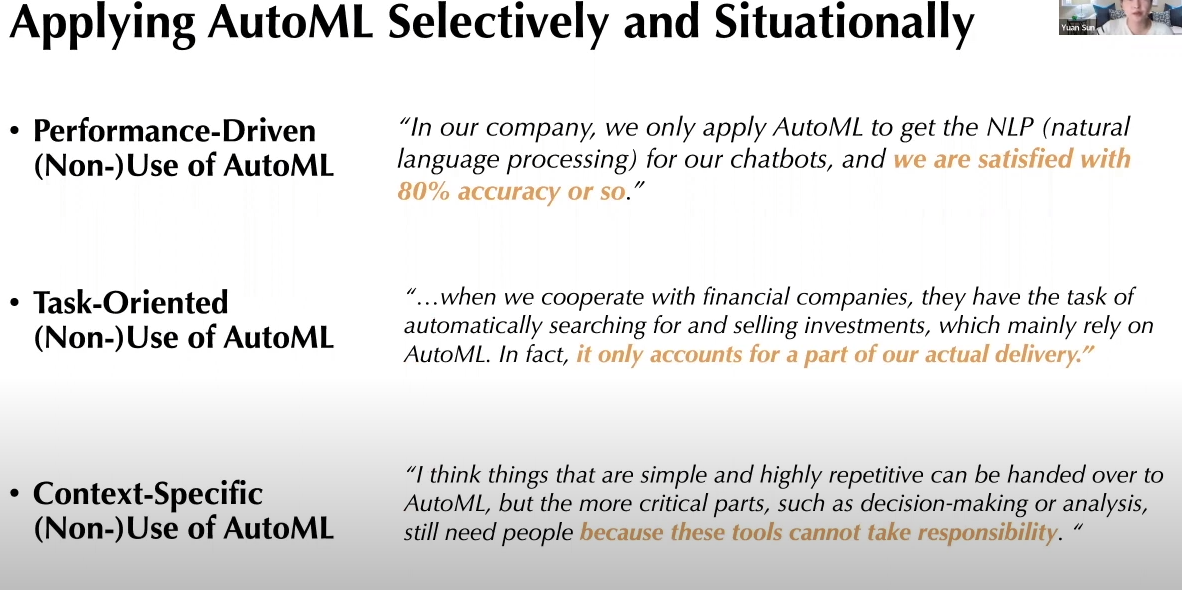 Applying AutoML Selectively and Situationally
Yuan Sun
• Performance-Driven
(Non-)Use of AutoML
“In our company, we only apply AutoML to get the NLP (natural
language processing) for our chatbots, and we are satisfied with
80% accuracy or so.”
• Task-Oriented
(Non-)Use of AutoML
“…when we cooperate with financial companies, they have the task of
automatically searching for and selling investments, which mainly rely on
AutoML. In fact, it only accounts for a part of our actual delivery.”
• Context-Specific
(Non-)Use of AutoML
“I think things that are simple and highly repetitive can be handed over to
AutoML, but the more critical parts, such as decision-making or analysis,
still need people because these tools cannot take responsibility. “